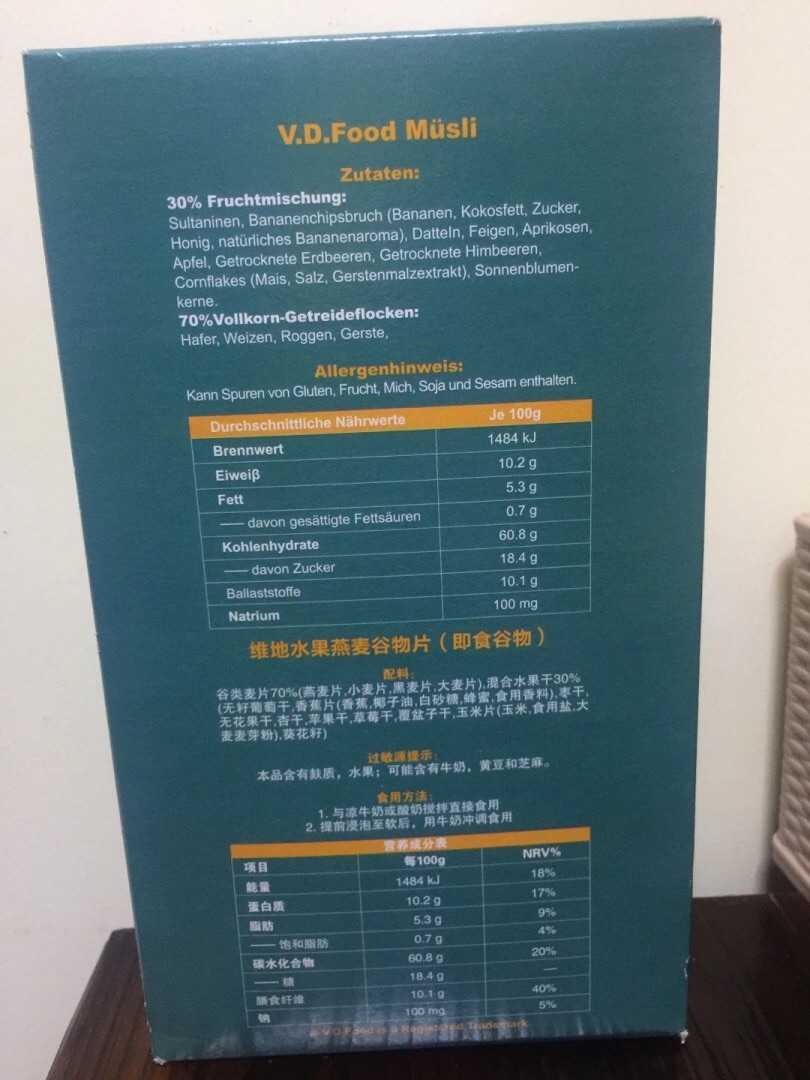 V.D.Food Müsli
Zutaten:
30% Fruchtmischung:
Sultaninen, Bananenchipsbruch (Bananen, Kokosfett, Zucker,
Honig, natürliches Bananenaroma), Datteln, Feigen, Aprikosen,
Apfel, Getrocknete Erdbeeren, Getrocknete Himbeeren,
Cornflakes (Mais, Salz, Gerstenmalzextrakt), Sonnenblumen-
kerne.
70%Vollkorn-Getreideflocken:
Hafer, Weizen, Roggen, Gerste,
Allergenhinweis:
Kann Spuren von Gluten, Frucht, Mich, Soja und Sesam enthalten.
Durchschnittliche Nährwerte Je 100g
Brennwert 1484 kJ
Eiweiβ 10.2 g
Fett 5.3 g
—— davon gesättigte Fettsäuren 0.7 g
Kohlenhydrate 60.8 g
—— davon Zucker 18.4 g
Ballaststoffe 10.1 g
Natrium 100 mg
维地水果燕麦谷物片（即食谷物）
配料:
谷类麦片70%(燕麦片,小麦片,黑麦片,大麦片),混合水果干30%
(无籽葡萄干,香蕉片(香蕉,椰子油,白砂糖,蜂蜜,食用香料),枣干,
无花果干,杏干,苹果干,草莓干,覆盆子干,玉米片(玉米,食用盐,大
麦麦芽粉),葵花籽)
过敏源提示:
本品含有麸质，水果；可能含有牛奶，黄豆和芝麻。
食用方法:
1. 与凉牛奶或酸奶搅拌直接食用
2. 提前浸泡至软后，用牛奶冲调食用
营养成分表
项目 每100g NRV%
能量 1484 kJ 18%
蛋白质 10.2 g 17%
脂肪 5.3 g 9%
—— 饱和脂肪 0.7 g 4%
碳水化合物 60.8 g 20%
—— 糖 18.4 g —
膳食纤维 10.1 g 40%
钠 100 mg 5%
V.D.Food is a Registered Trademark